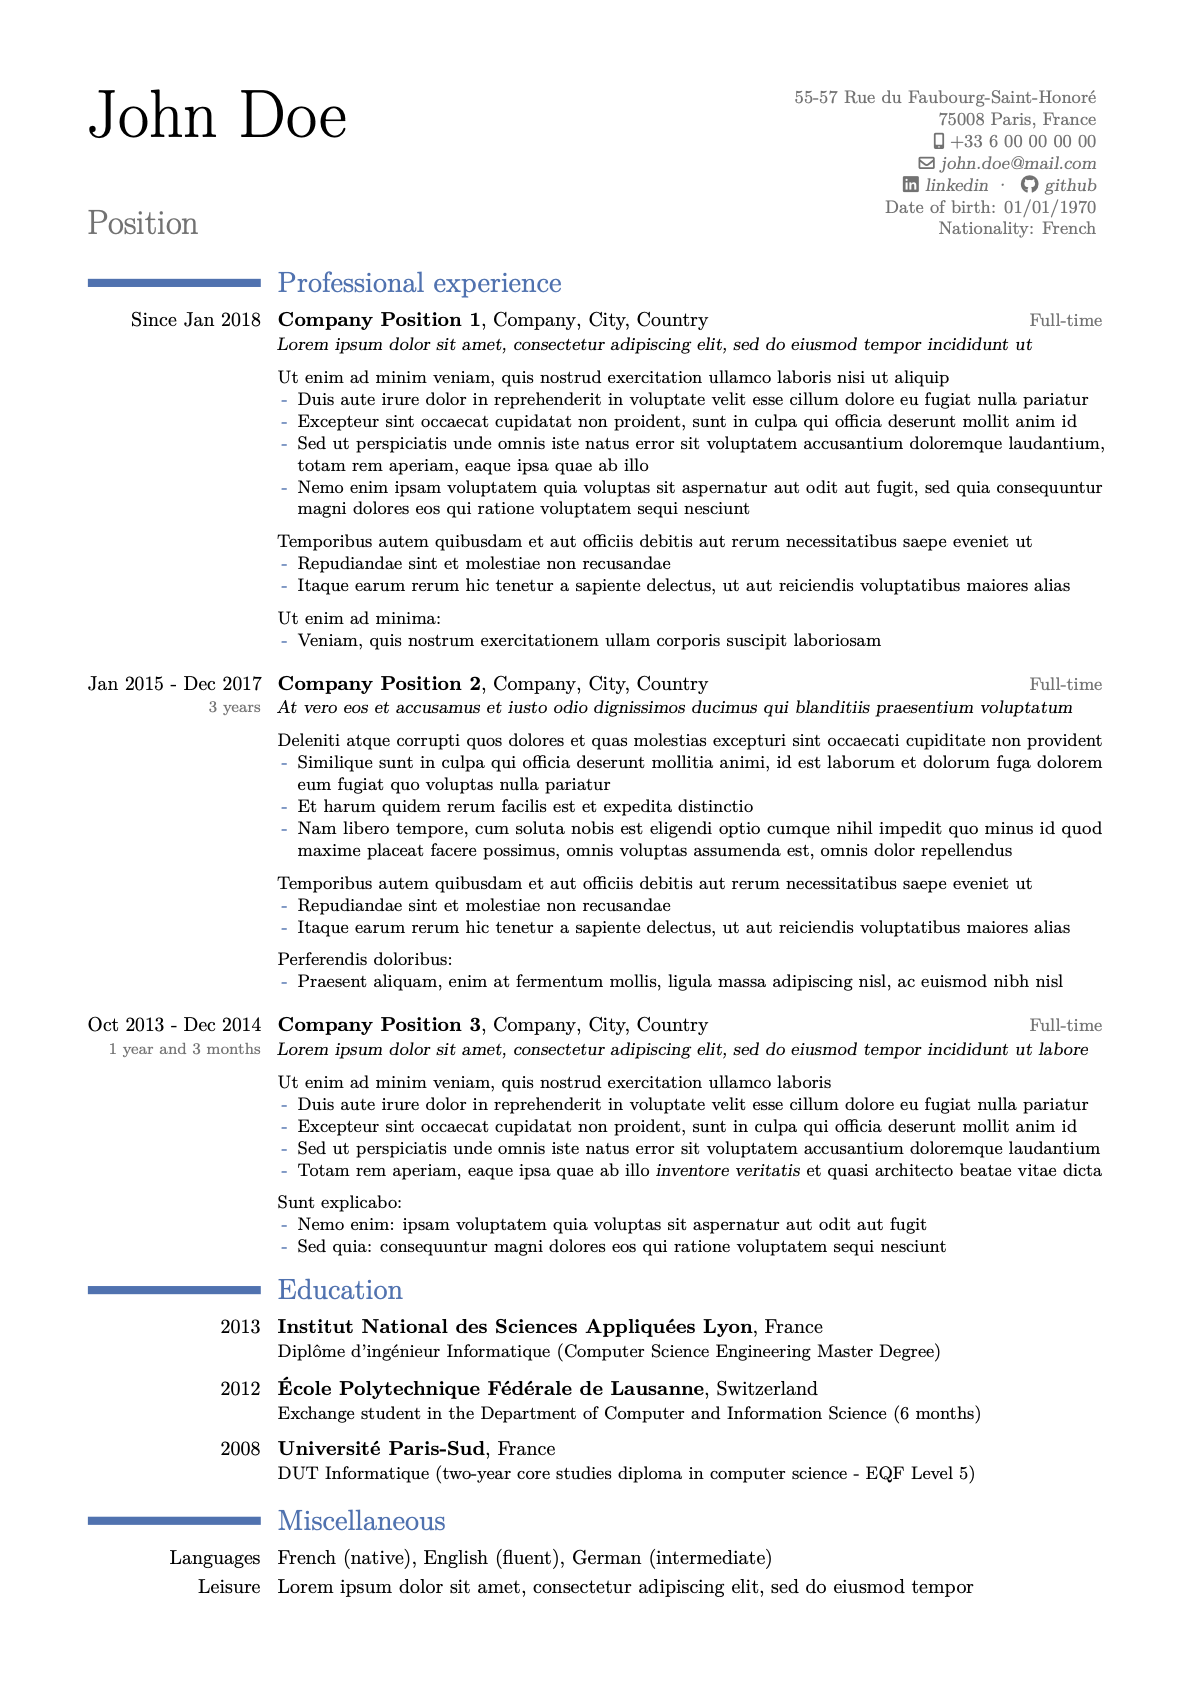 John Doe
55-57 Rue du Faubourg-Saint-Honoré
75008 Paris, France
+33 6 00 00 00 00
john.doe@mail.com
linkedin · github
Position
Date of birth: 01/01/1970
Nationality: French
Professional experience
Since Jan 2018 Company Position 1, Company, City, Country Full-time
Lorem ipsum dolor sit amet, consectetur adipiscing elit, sed do eiusmod tempor incididunt ut
Ut enim ad minim veniam, quis nostrud exercitation ullamco laboris nisi ut aliquip
- Duis aute irure dolor in reprehenderit in voluptate velit esse cillum dolore eu fugiat nulla pariatur
- Excepteur sint occaecat cupidatat non proident, sunt in culpa qui officia deserunt mollit anim id
- Sed ut perspiciatis unde omnis iste natus error sit voluptatem accusantium doloremque laudantium,
totam rem aperiam, eaque ipsa quae ab illo
- Nemo enim ipsam voluptatem quia voluptas sit aspernatur aut odit aut fugit, sed quia consequuntur
magni dolores eos qui ratione voluptatem sequi nesciunt
Temporibus autem quibusdam et aut officiis debitis aut rerum necessitatibus saepe eveniet ut
- Repudiandae sint et molestiae non recusandae
- Itaque earum rerum hic tenetur a sapiente delectus, ut aut reiciendis voluptatibus maiores alias
Ut enim ad minima:
- Veniam, quis nostrum exercitationem ullam corporis suscipit laboriosam
Jan 2015 - Dec 2017 Company Position 2, Company, City, Country Full-time
3 years At vero eos et accusamus et iusto odio dignissimos ducimus qui blanditiis praesentium voluptatum
Deleniti atque corrupti quos dolores et quas molestias excepturi sint occaecati cupiditate non provident
- Similique sunt in culpa qui officia deserunt mollitia animi, id est laborum et dolorum fuga dolorem
eum fugiat quo voluptas nulla pariatur
- Et harum quidem rerum facilis est et expedita distinctio
- Nam libero tempore, cum soluta nobis est eligendi optio cumque nihil impedit quo minus id quod
maxime placeat facere possimus, omnis voluptas assumenda est, omnis dolor repellendus
Temporibus autem quibusdam et aut officiis debitis aut rerum necessitatibus saepe eveniet ut
- Repudiandae sint et molestiae non recusandae
- Itaque earum rerum hic tenetur a sapiente delectus, ut aut reiciendis voluptatibus maiores alias
Perferendis doloribus:
- Praesent aliquam, enim at fermentum mollis, ligula massa adipiscing nisl, ac euismod nibh nisl
Oct 2013 - Dec 2014 Company Position 3, Company, City, Country Full-time
1 year and 3 months Lorem ipsum dolor sit amet, consectetur adipiscing elit, sed do eiusmod tempor incididunt ut labore
Ut enim ad minim veniam, quis nostrud exercitation ullamco laboris
- Duis aute irure dolor in reprehenderit in voluptate velit esse cillum dolore eu fugiat nulla pariatur
- Excepteur sint occaecat cupidatat non proident, sunt in culpa qui officia deserunt mollit anim id
- Sed ut perspiciatis unde omnis iste natus error sit voluptatem accusantium doloremque laudantium
- Totam rem aperiam, eaque ipsa quae ab illo inventore veritatis et quasi architecto beatae vitae dicta
Sunt explicabo:
- Nemo enim: ipsam voluptatem quia voluptas sit aspernatur aut odit aut fugit
- Sed quia: consequuntur magni dolores eos qui ratione voluptatem sequi nesciunt
Education
2013 Institut National des Sciences Appliquées Lyon, France
Diplôme d'ingénieur Informatique (Computer Science Engineering Master Degree)
2012 École Polytechnique Fédérale de Lausanne, Switzerland
Exchange student in the Department of Computer and Information Science (6 months)
2008 Université Paris-Sud, France
DUT Informatique (two-year core studies diploma in computer science - EQF Level 5)
Miscellaneous
Languages French (native), English (fluent), German (intermediate)
Leisure Lorem ipsum dolor sit amet, consectetur adipiscing elit, sed do eiusmod tempor